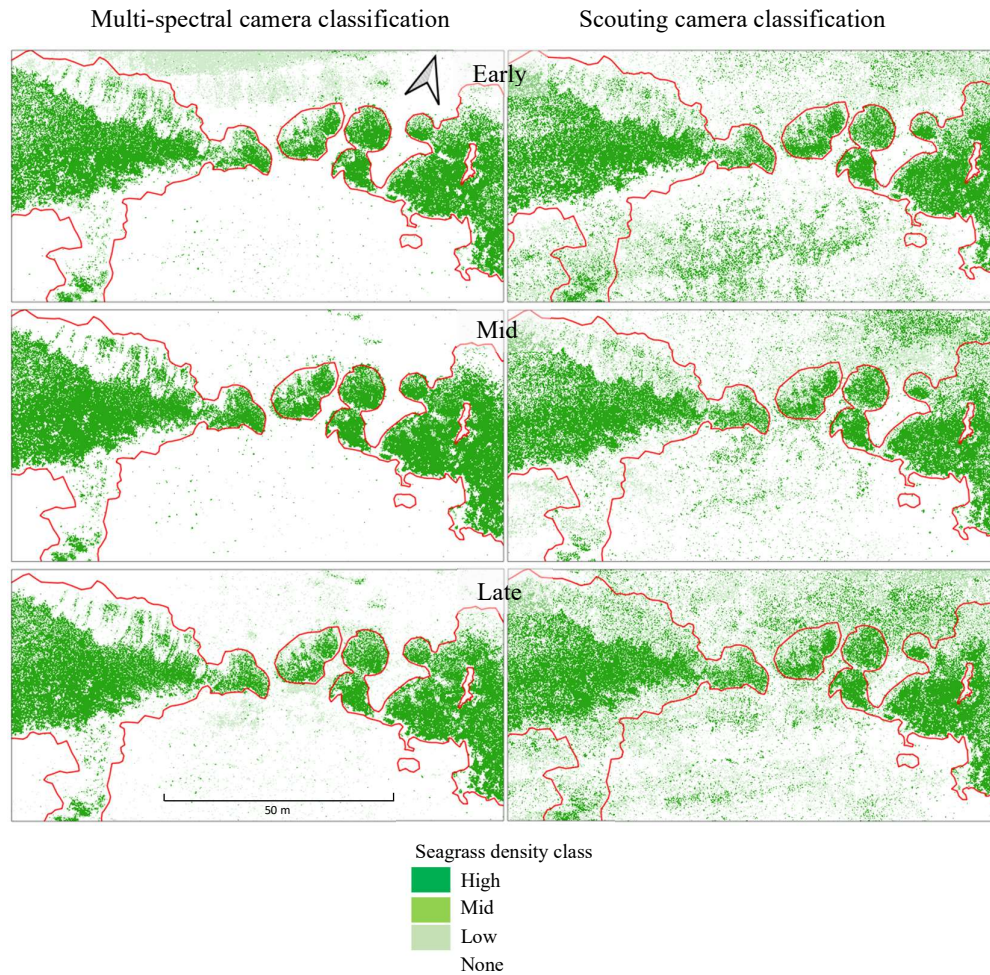 Multi-spectral camera classification
Scouting camera classification
Early
Mid
Late
50 m
Seagrass density class
High
Mid
Low
None